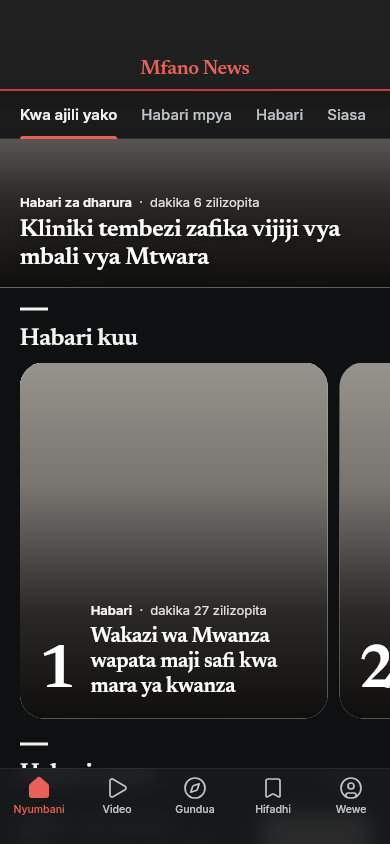 Mfano News
Kwa ajili yako
Habari mpya
Habari
Siasa
Habari za dharura · dakika 6 zilizopita
Kliniki tembezi zafika vijiji vya
mbali vya Mtwara
Habari kuu
Habari · dakika 27 zilizopita
1
Wakazi wa Mwanza
wapata maji safi kwa
mara ya kwanza
2
Nyumbani
Video
Gundua
Hifadhi
Wewe